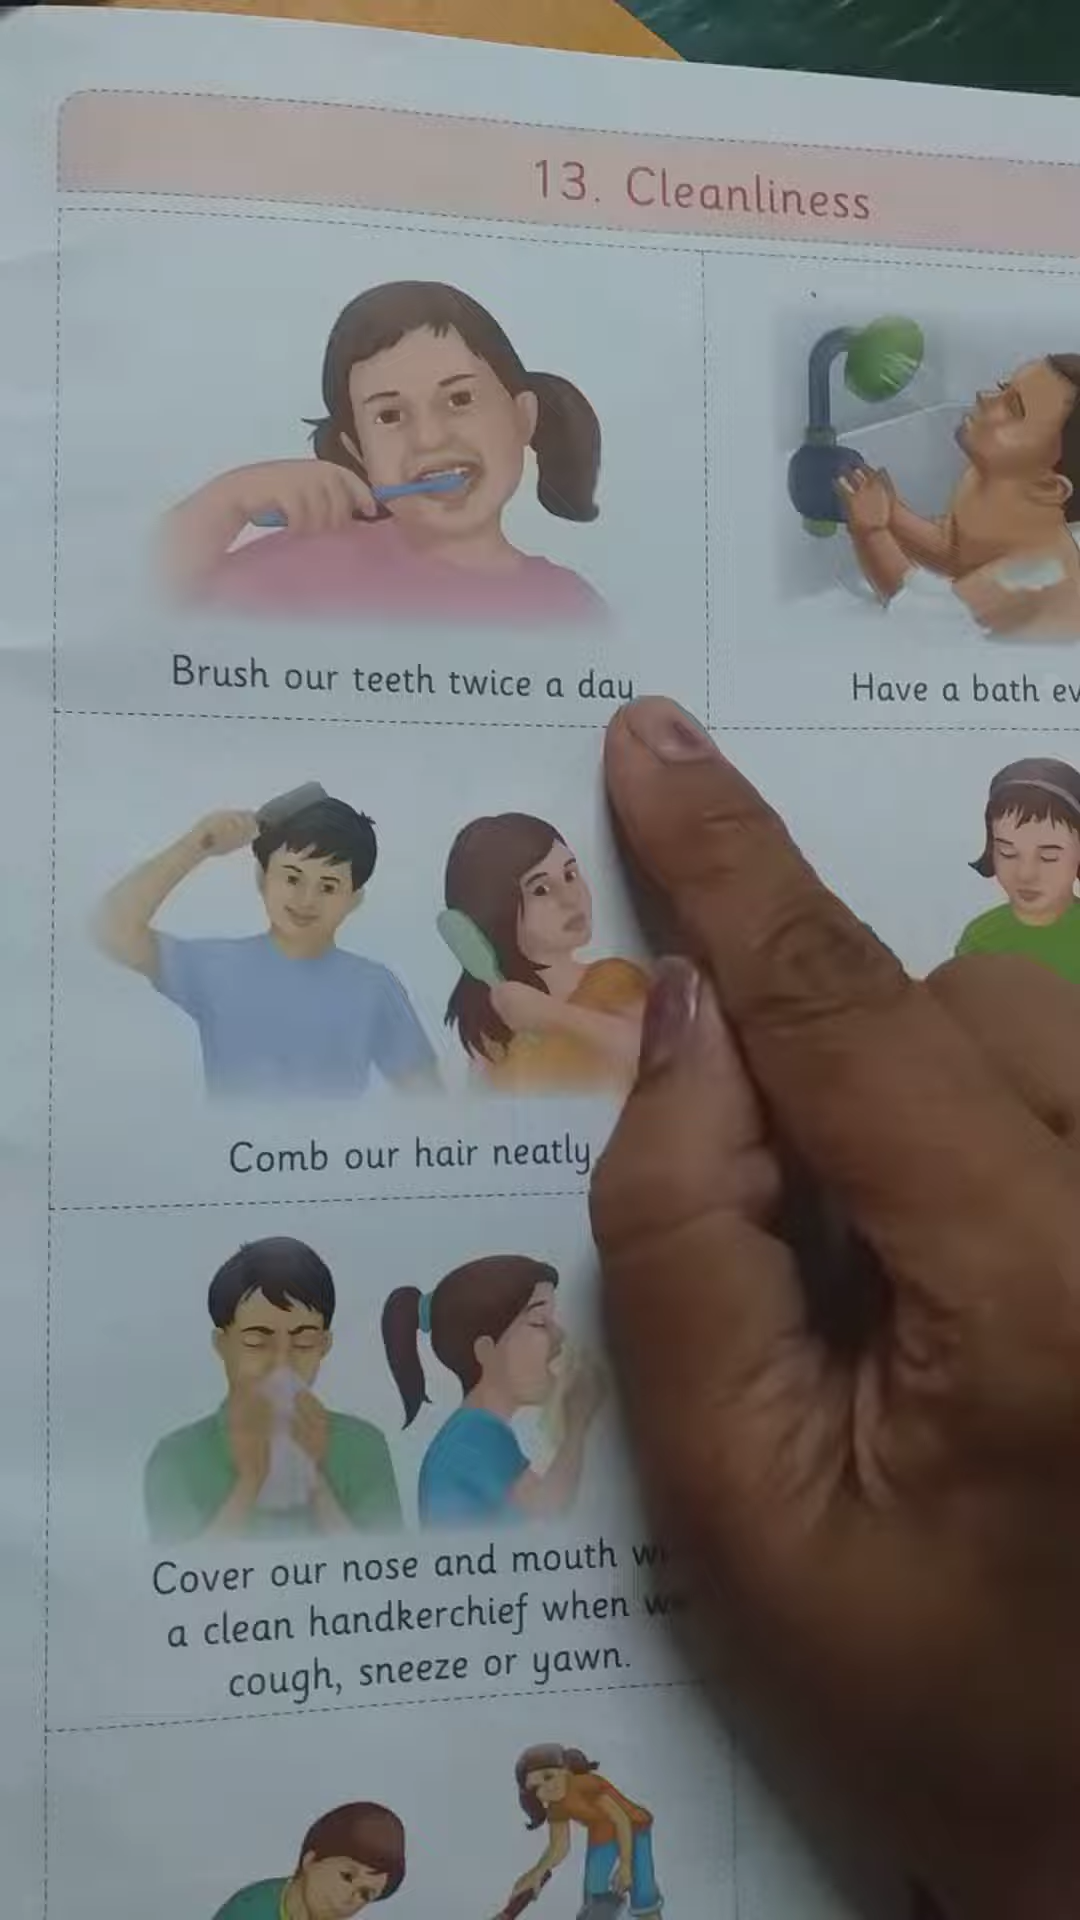 13. Cleanliness
Brush our teeth twice a day
Have a bath
Comb our hair neatly
Cover our nose and mouth
a clean handkerchief when
cough, sneeze or yawn.